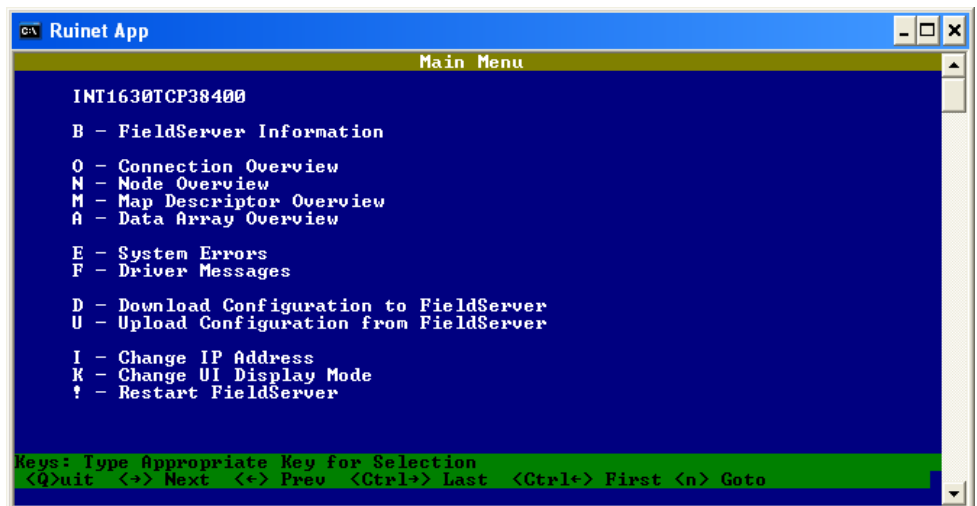 Ruinet App
Main Menu
INT1630TCP38400
B - FieldServer Information
O - Connection Overview
N - Node Overview
M - Map Descriptor Overview
A - Data Array Overview
E - System Errors
F - Driver Messages
D - Download Configuration to FieldServer
U - Upload Configuration from FieldServer
I - Change IP Address
K - Change UI Display Mode
! - Restart FieldServer
Keys: Type Appropriate Key for Selection
<Q>uit <→> Next <←> Prev <Ctrl→> Last <Ctrl←> First <n> Goto